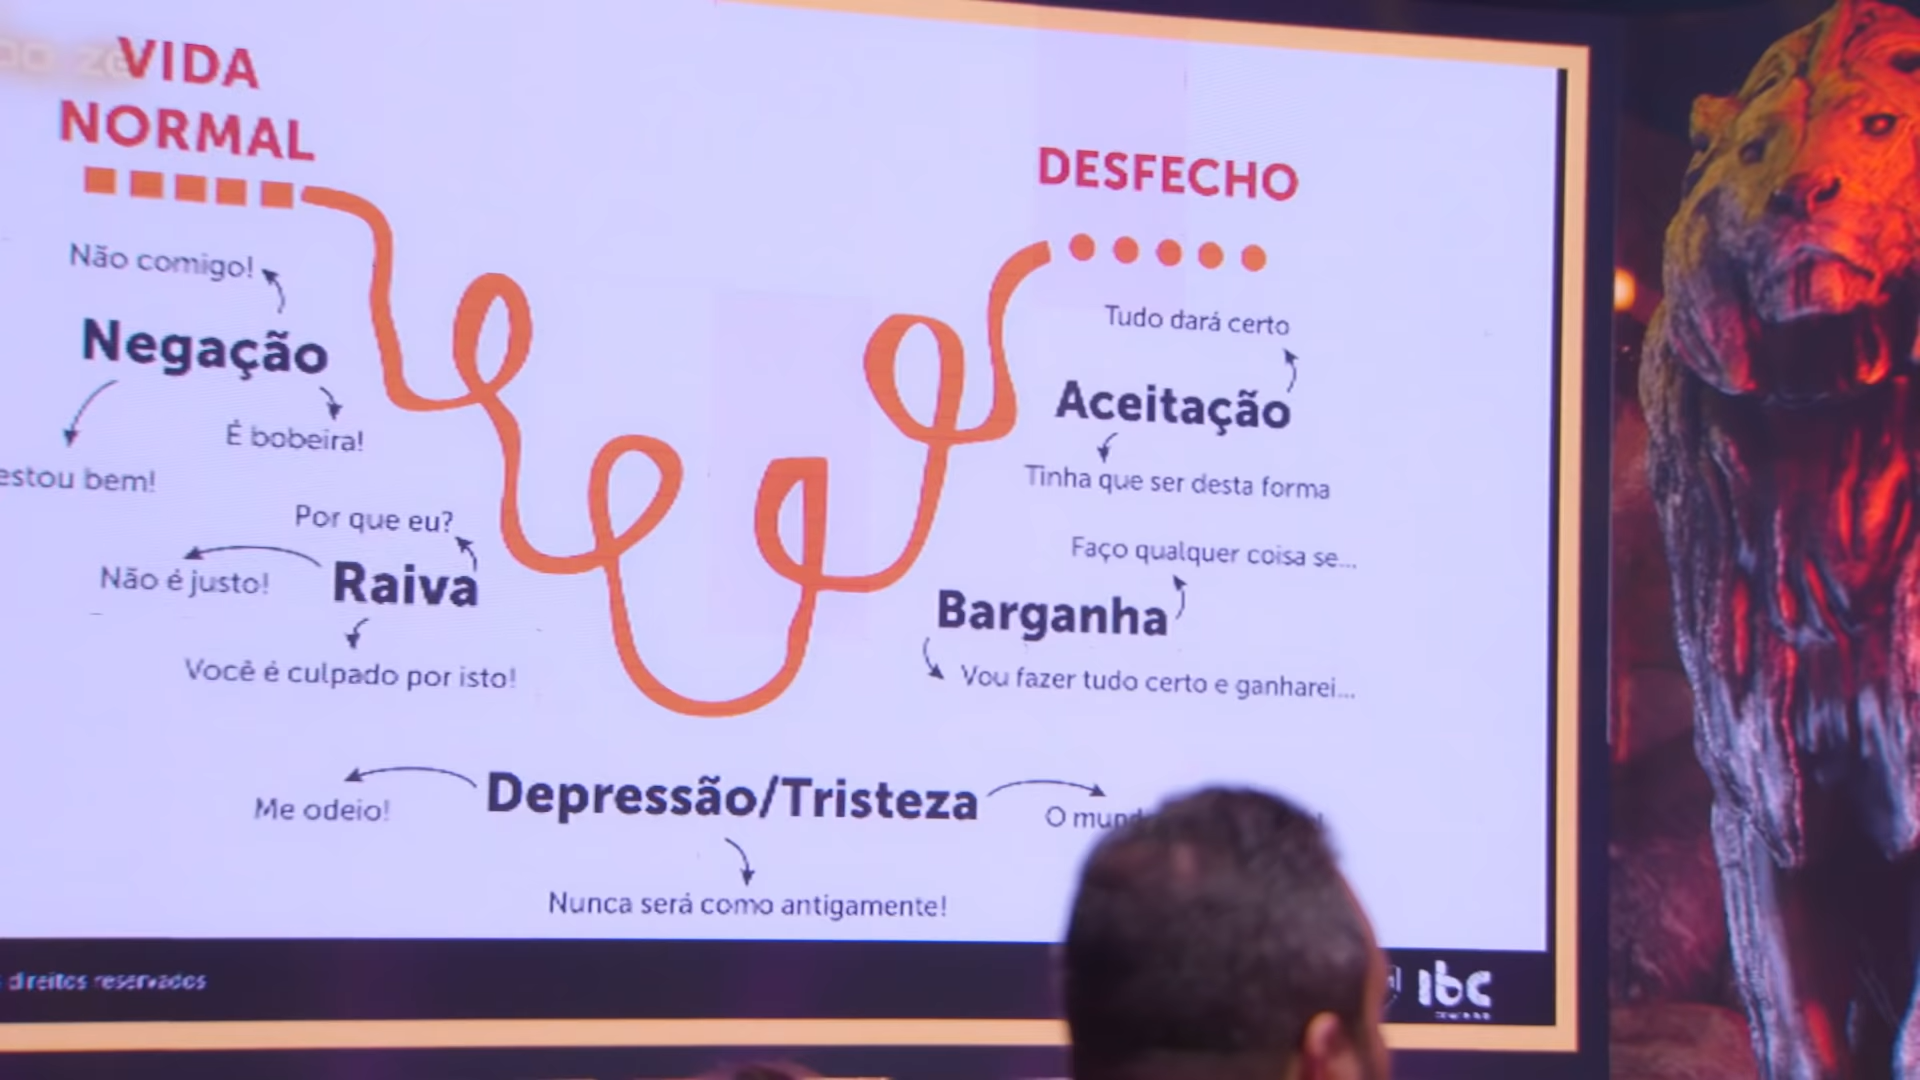 VIDA
NORMAL
DESFECHO
Não comigo!
Negação
É bobeira!
estou bem!
Tudo dará certo
Aceitação
Tinha que ser desta forma
Por que eu?
Não é justo!
Raiva
Você é culpado por isto!
Faço qualquer coisa se...
Barganha
Vou fazer tudo certo e ganharei...
Depressão/Tristeza
Me odeio!
O
Nunca será como antigamente!
direitos reservados
ibc